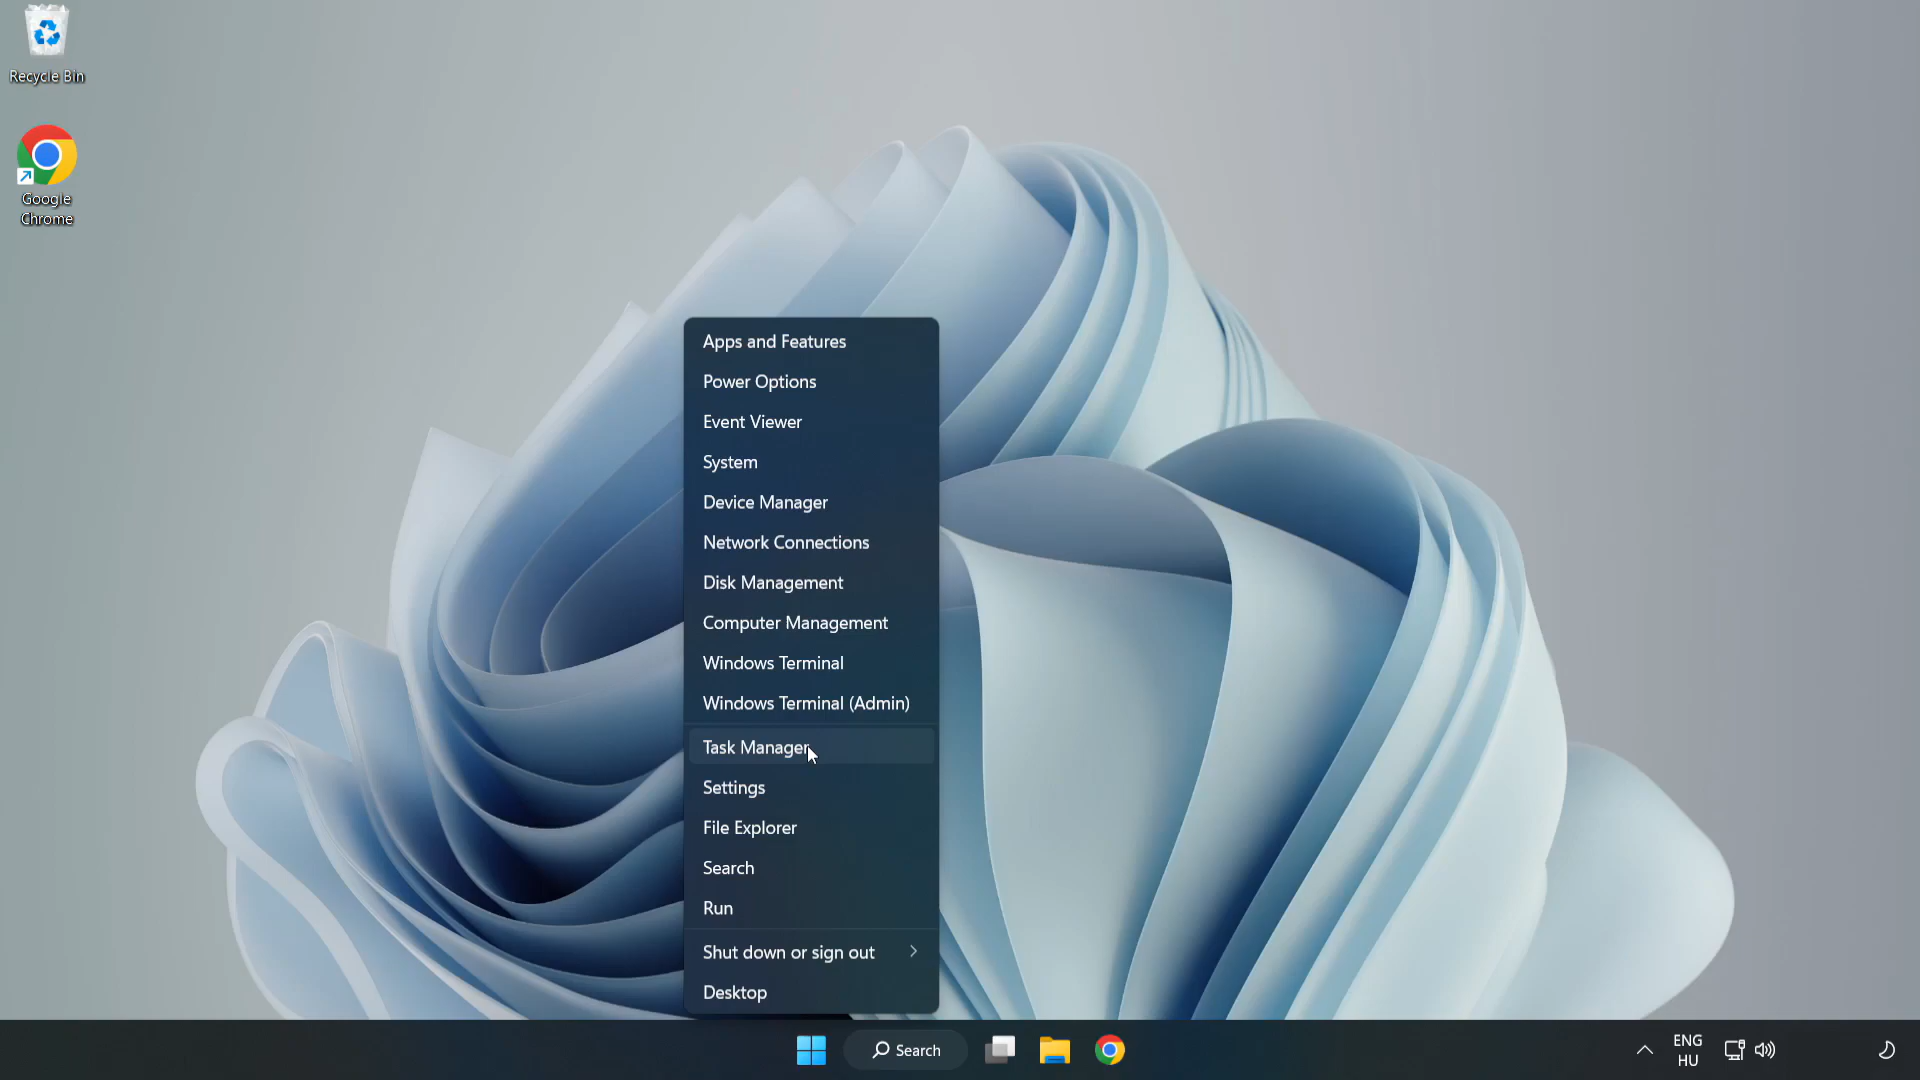 Recycle Bin
Google
Chrome
Apps and Features
Power Options
Event Viewer
System
Device Manager
Network Connections
Disk Management
Computer Management
Windows Terminal
Windows Terminal (Admin)
Task Manager
Settings
File Explorer
Search
Run
Shut down or sign out
Desktop
Search
ENG
HU